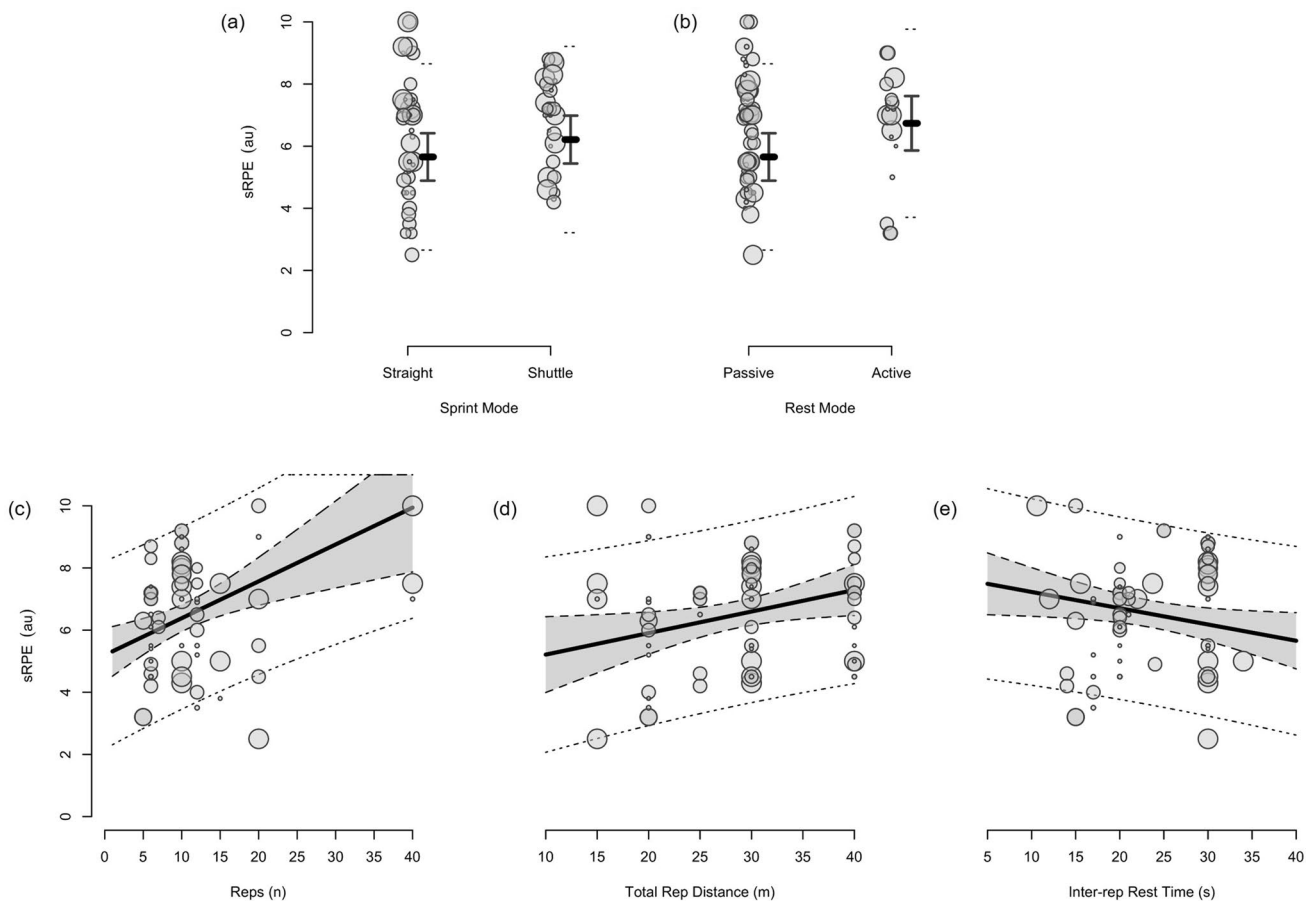 (a)
(b)
sRPE (au)
10
8
6
4
2
0
Straight Shuttle
Sprint Mode
Passive Active
Rest Mode
(c)
(d)
(e)
sRPE (au)
10
8
6
4
2
0
0 5 10 15 20 25 30 35 40
Reps (n)
10 15 20 25 30 35 40
Total Rep Distance (m)
5 10 15 20 25 30 35 40
Inter-rep Rest Time (s)